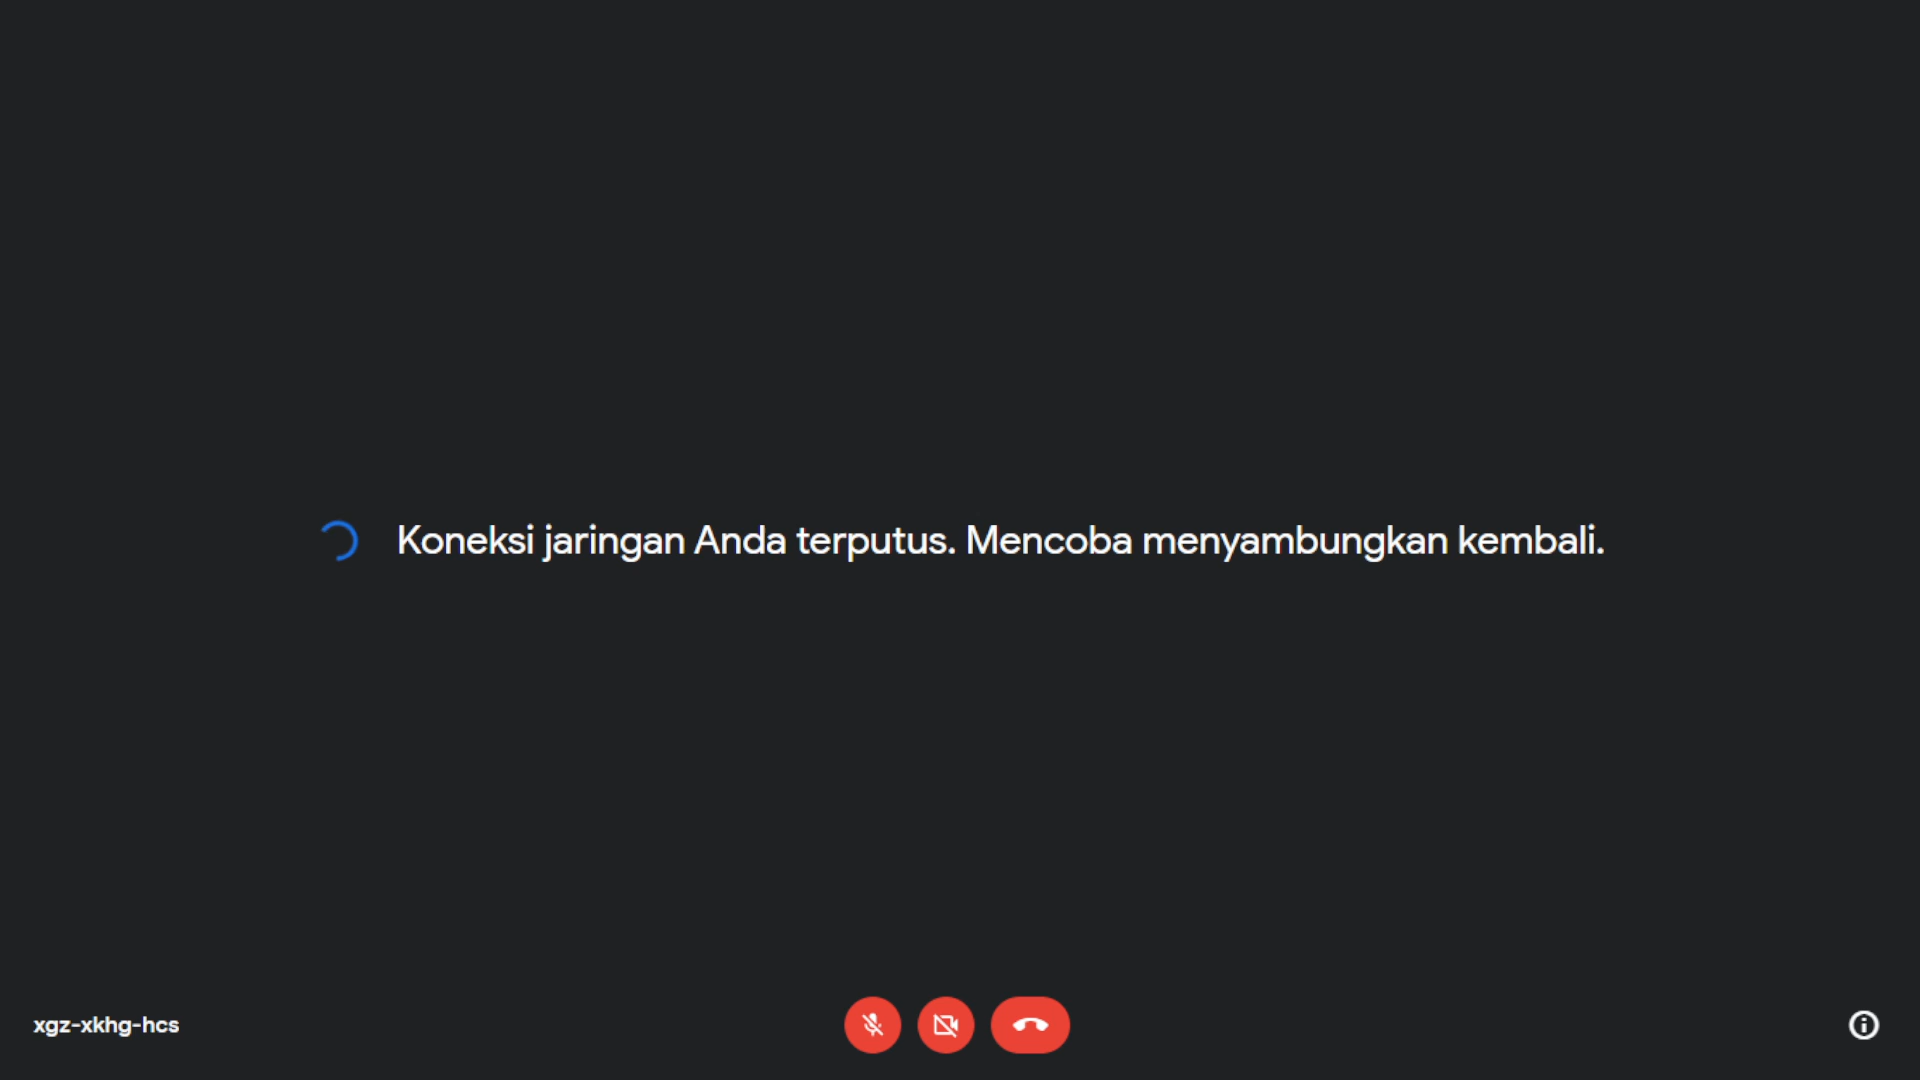 Koneksi jaringan Anda terputus. Mencoba menyambungkan kembali.
xgz-xkhg-hcs